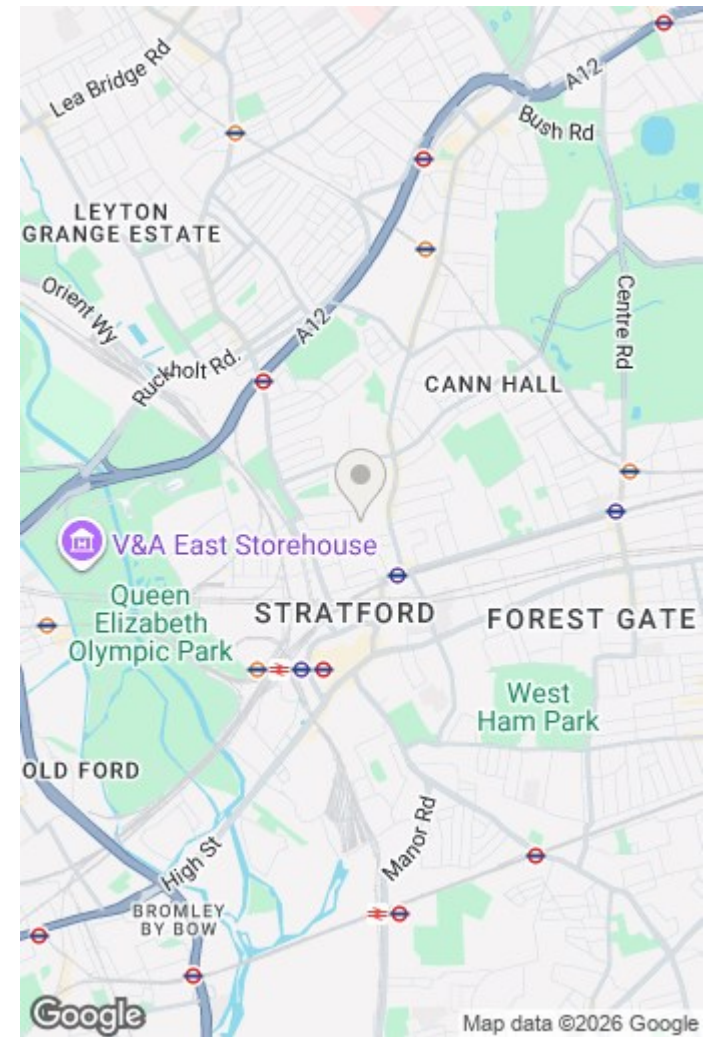 Lea Bridge Rd
A12
Bush Rd
LEYTON
GRANGE ESTATE
Orient Wy
A12
Centre Rd
Ruckholt Rd.
CANN HALL
V&A East Storehouse
Queen
Elizabeth
Olympic Park
STRATFORD
FOREST GATE
West
Ham Park
OLD FORD
Manor Rd
High St
BROMLEY
BY BOW
Google
Map data ©2026 Google